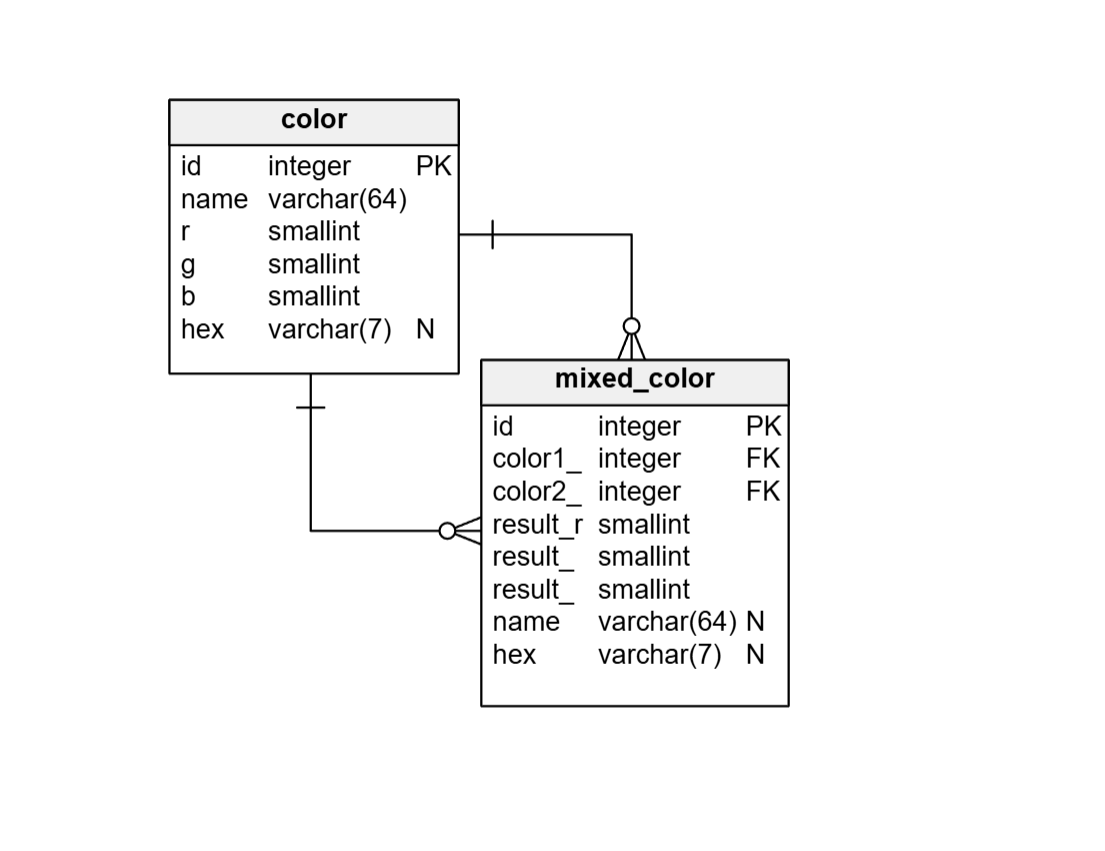 color
id integer PK
name varchar(64)
r smallint
g smallint
b smallint
hex varchar(7) N
mixed_color
id integer PK
color1_ integer FK
color2_ integer FK
result_r smallint
result_ smallint
result_ smallint
name varchar(64) N
hex varchar(7) N